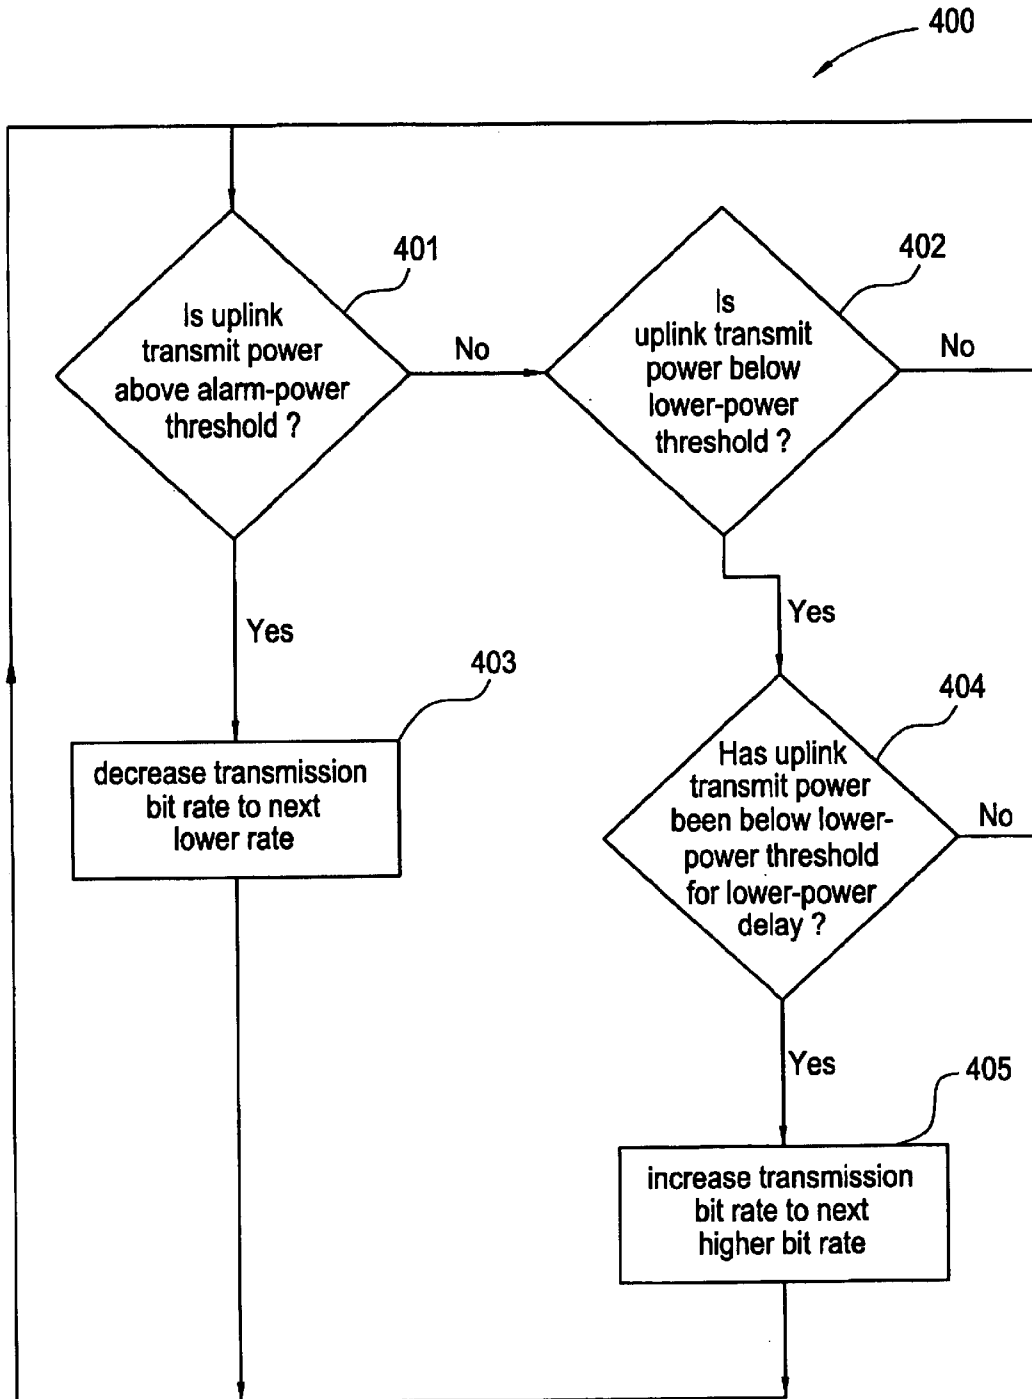 400
401
Is uplink
transmit power
above alarm-power
threshold ?
No
402
Is
uplink transmit
power below
lower-power
threshold ?
No
Yes
Yes
403
decrease transmission
bit rate to next
lower rate
404
Has uplink
transmit power
been below lower-
power threshold
for lower-power
delay ?
No
Yes
405
increase transmission
bit rate to next
higher bit rate